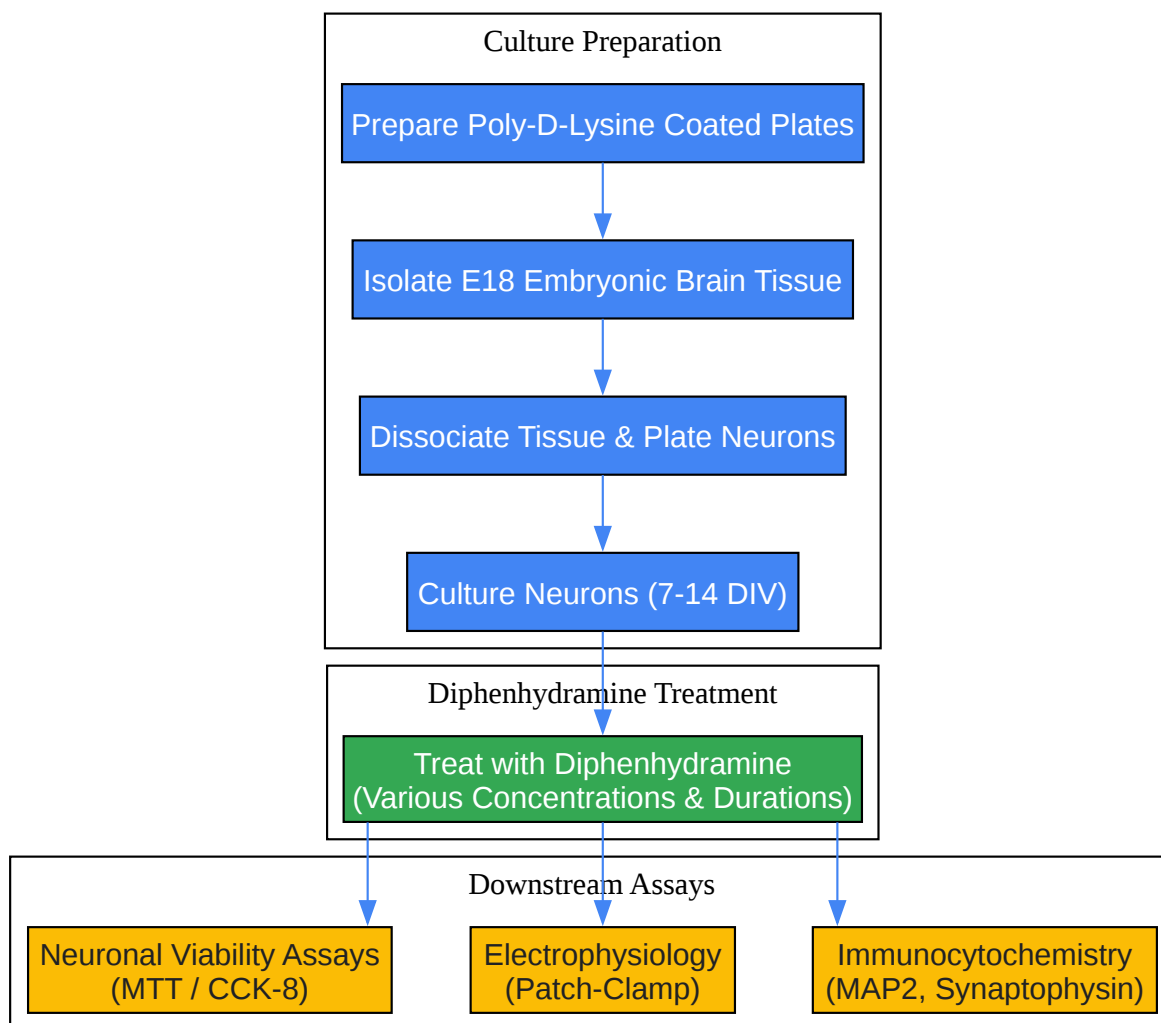 Culture Preparation
Prepare Poly-D-Lysine Coated Plates
Isolate E18 Embryonic Brain Tissue
Dissociate Tissue & Plate Neurons
Culture Neurons (7-14 DIV)
Diphenhydramine Treatment
Treat with Diphenhydramine
(Various Concentrations & Durations)
Downstream Assays
Neuronal Viability Assays
(MTT / CCK-8)
Electrophysiology
(Patch-Clamp)
Immunocytochemistry
(MAP2, Synaptophysin)